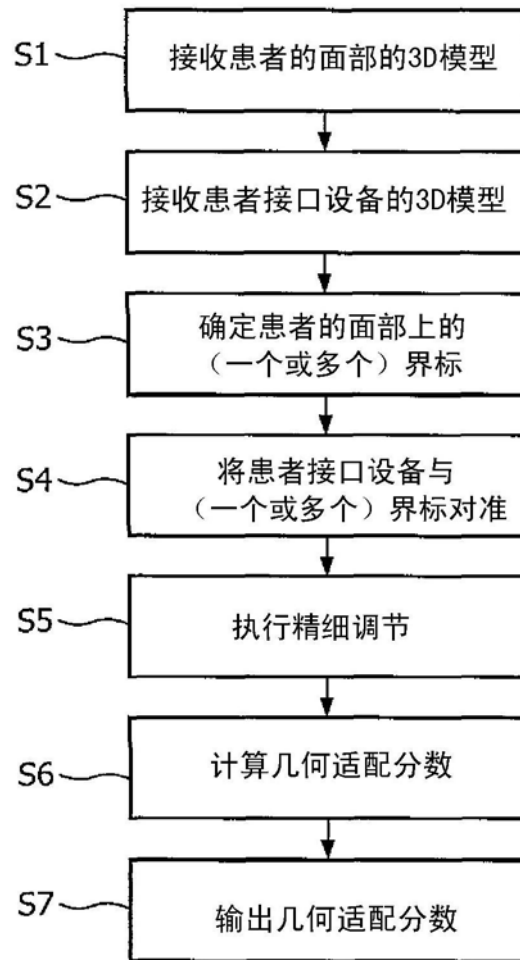 S1
接收患者的面部的3D模型
S2
接收患者接口设备的3D模型
S3
确定患者的面部上的
（一个或多个）界标
S4
将患者接口设备与
（一个或多个）界标对准
S5
执行精细调节
S6
计算几何适配分数
S7
输出几何适配分数